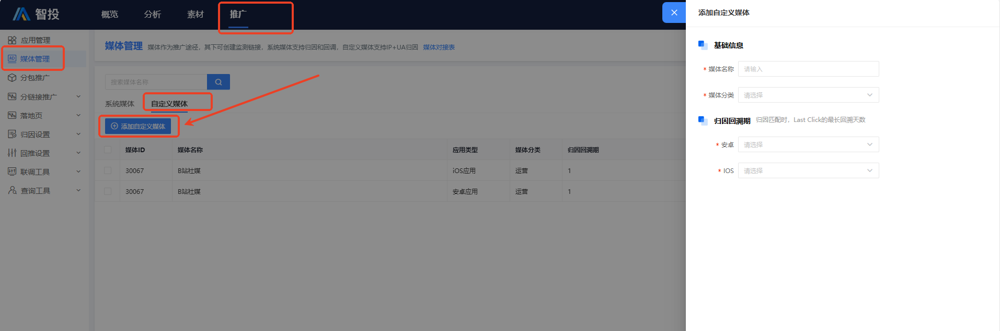 智投
概览
分析
素材
推广
应用管理
媒体管理
分包推广
分链接推广
落地页
归因设置
回推设置
联调工具
查询工具
媒体管理 媒体作为推广途径，其下可创建监测链接，系统媒体支持归因和回调，自定义媒体支持IP+UA归因 媒体对接表
搜索媒体名称
系统媒体 自定义媒体
添加自定义媒体
媒体ID 媒体名称 应用类型 媒体分类 归因回溯期
30067 B站社媒 iOS应用 运营 1
30067 B站社媒 安卓应用 运营 1
添加自定义媒体
基础信息
* 媒体名称 请输入
* 媒体分类 请选择
归因回溯期 归因匹配时，Last Click的最长回溯天数
* 安卓 请选择
* IOS 请选择